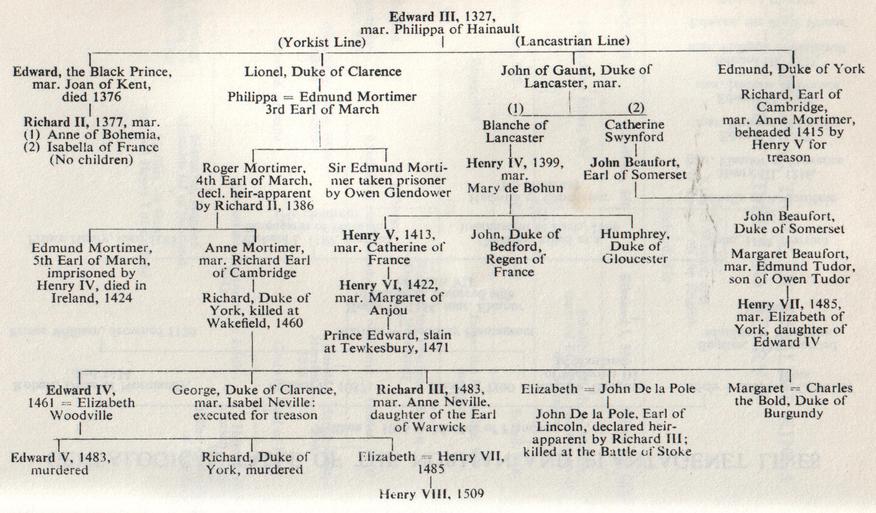 Edward III, 1327,
mar. Philippa of Hainault
(Yorkist Line)
(Lancastrian Line)
Edward, the Black Prince,
mar. Joan of Kent,
died 1376
Richard II, 1377, mar.
(1) Anne of Bohemia,
(2) Isabella of France
(No children)
Lionel, Duke of Clarence
Philippa = Edmund Mortimer
3rd Earl of March
John of Gaunt, Duke of
Lancaster, mar.
(1)
(2)
Blanche of
Lancaster
Catherine
Swynford
Henry IV, 1399,
mar.
Mary de Bohun
John Beaufort,
Earl of Somerset
Edmund, Duke of York
Richard, Earl of
Cambridge,
mar. Anne Mortimer,
beheaded 1415 by
Henry V for
treason
Roger Mortimer,
4th Earl of March,
decl. heir-apparent
by Richard II, 1386
Sir Edmund Morti-
mer taken prisoner
by Owen Glendower
Edmund Mortimer,
5th Earl of March,
imprisoned by
Henry IV, died in
Ireland, 1424
Anne Mortimer,
mar. Richard Earl
of Cambridge
Richard, Duke of
York, killed at
Wakefield, 1460
Henry V, 1413,
mar. Catherine of
France
Henry VI, 1422,
mar. Margaret of
Anjou
Prince Edward, slain
at Tewkesbury, 1471
John, Duke of
Bedford,
Regent of
France
Humphrey,
Duke of
Gloucester
John Beaufort,
Duke of Somerset
Margaret Beaufort,
mar. Edmund Tudor,
son of Owen Tudor
Henry VII, 1485,
mar. Elizabeth of
York, daughter of
Edward IV
Edward IV,
1461 = Elizabeth
Woodville
George, Duke of Clarence,
mar. Isabel Neville;
executed for treason
Richard III, 1483,
mar. Anne Neville,
daughter of the Earl
of Warwick
Elizabeth = John De la Pole
John De la Pole, Earl of
Lincoln, declared heir-
apparent by Richard III;
killed at the Battle of Stoke
Margaret = Charles
the Bold, Duke of
Burgundy
Edward V, 1483,
murdered
Richard, Duke of
York, murdered
Elizabeth = Henry VII,
1485
Henry VIII, 1509